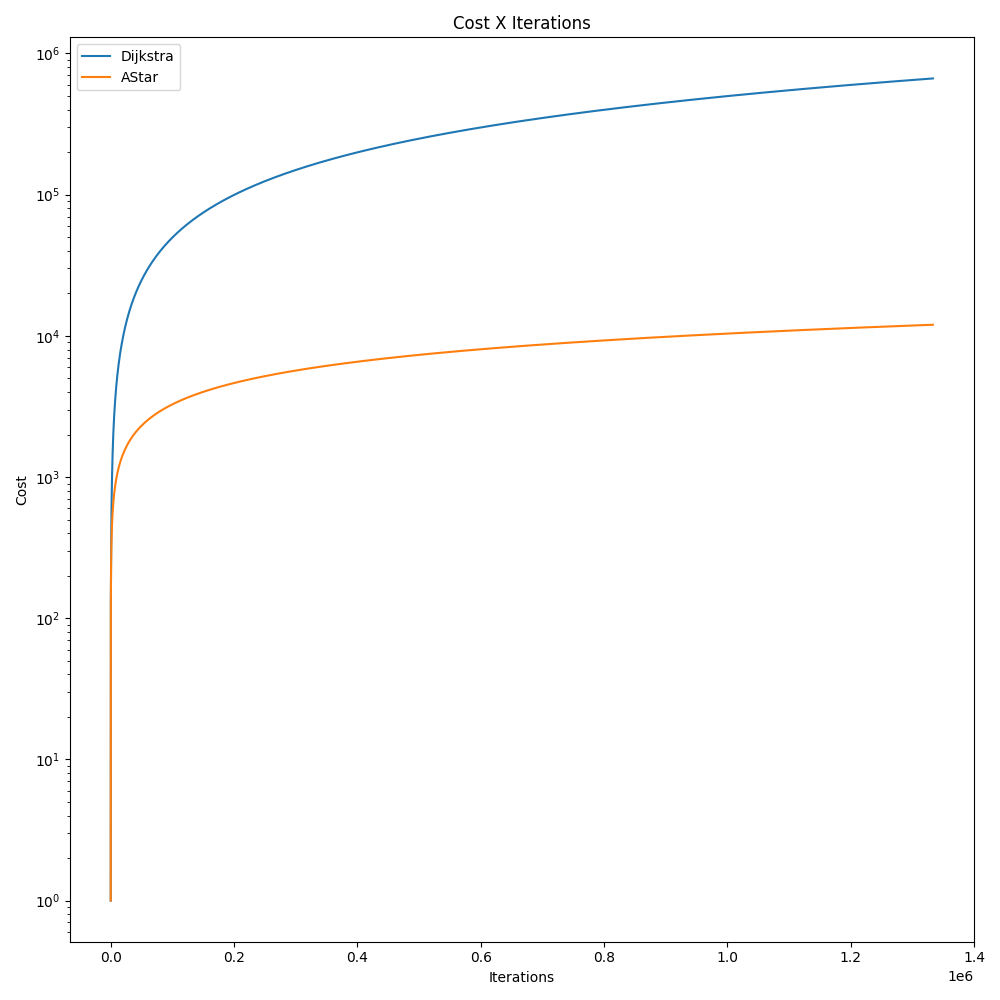 Cost X Iterations
Dijkstra
AStar
10^6
10^5
10^4
10^3
10^2
10^1
10^0
Cost
0.0 0.2 0.4 0.6 0.8 1.0 1.2 1.4
1e6
Iterations